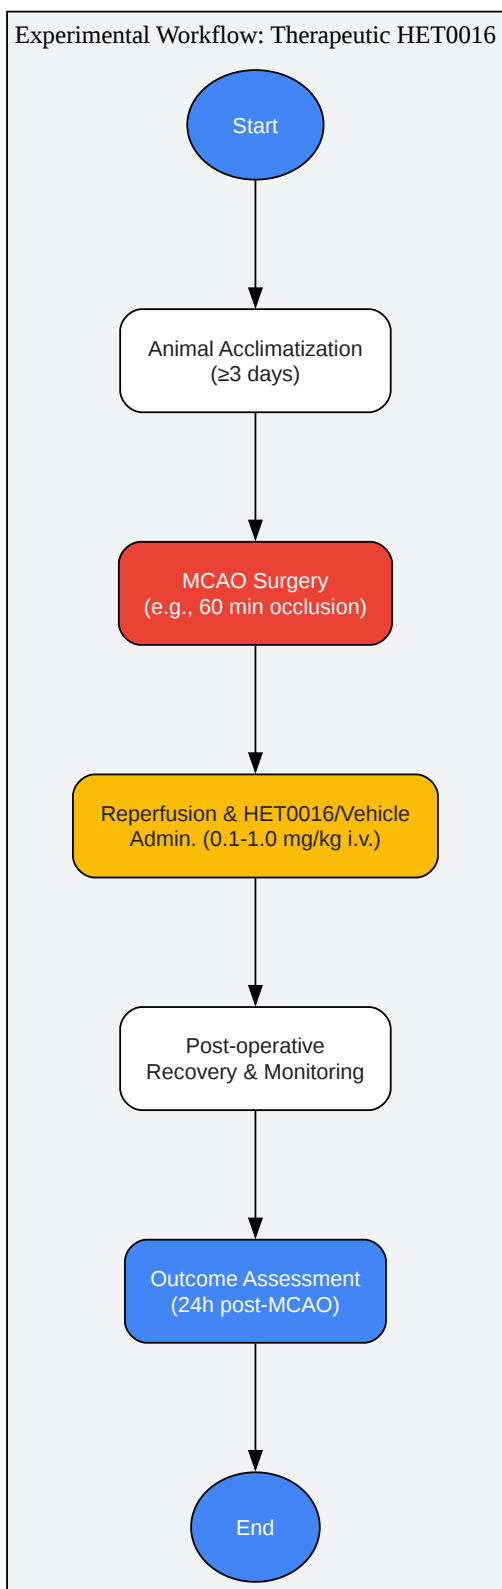 Experimental Workflow: Therapeutic HET0016
Start
Animal Acclimatization
(≥3 days)
MCAO Surgery
(e.g., 60 min occlusion)
Reperfusion & HET0016/Vehicle
Admin. (0.1-1.0 mg/kg i.v.)
Post-operative
Recovery & Monitoring
Outcome Assessment
(24h post-MCAO)
End